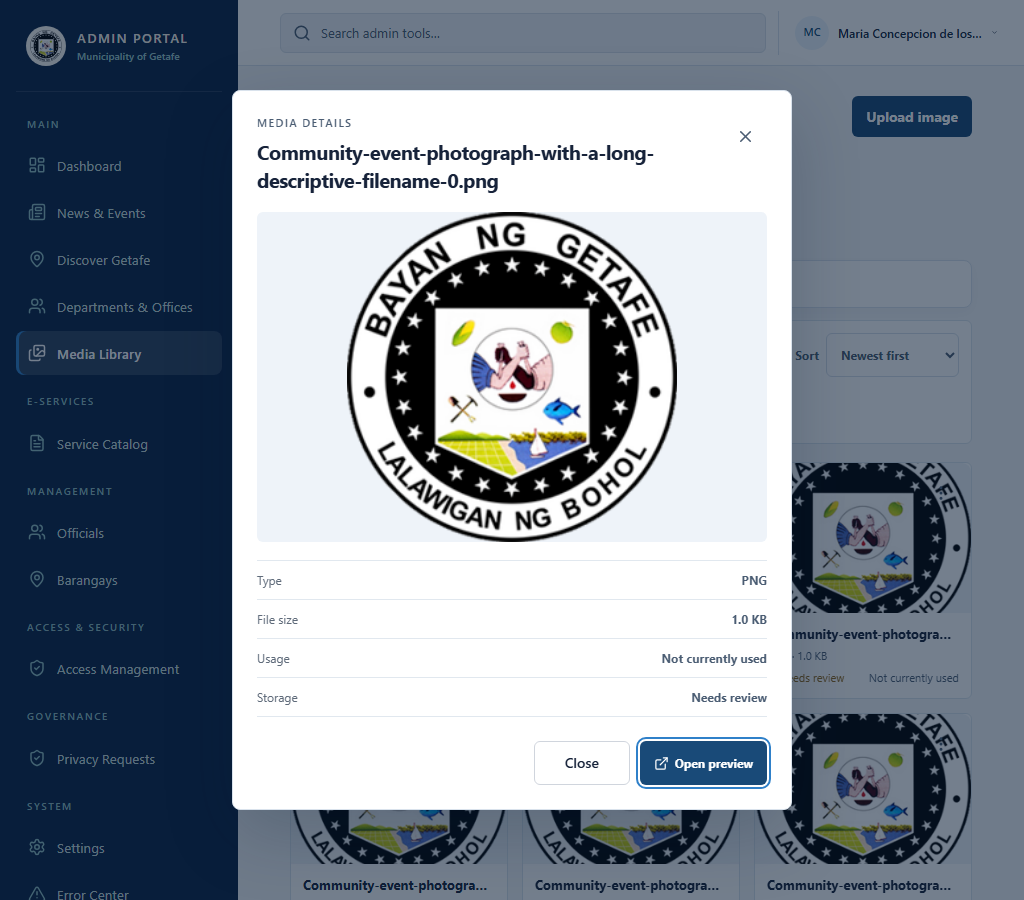 ADMIN PORTAL
Municipality of Getafe
MAIN
Dashboard
News & Events
Discover Getafe
Departments & Offices
Media Library
E-SERVICES
Service Catalog
MANAGEMENT
Officials
Barangays
ACCESS & SECURITY
Access Management
GOVERNANCE
Privacy Requests
SYSTEM
Settings
Error Center
Search admin tools...
MC
Maria Concepcion de los...
Upload image
MEDIA DETAILS
Community-event-photograph-with-a-long-
descriptive-filename-0.png
BAYAN NG GETAFE
LALAWIGAN NG BOHOL
Type
PNG
File size
1.0 KB
Usage
Not currently used
Storage
Needs review
Close
Open preview
Sort
Newest first
mmunity-event-photogra...
1.0 KB
eeds review
Not currently used
Community-event-photogra...
Community-event-photogra...
Community-event-photogra...